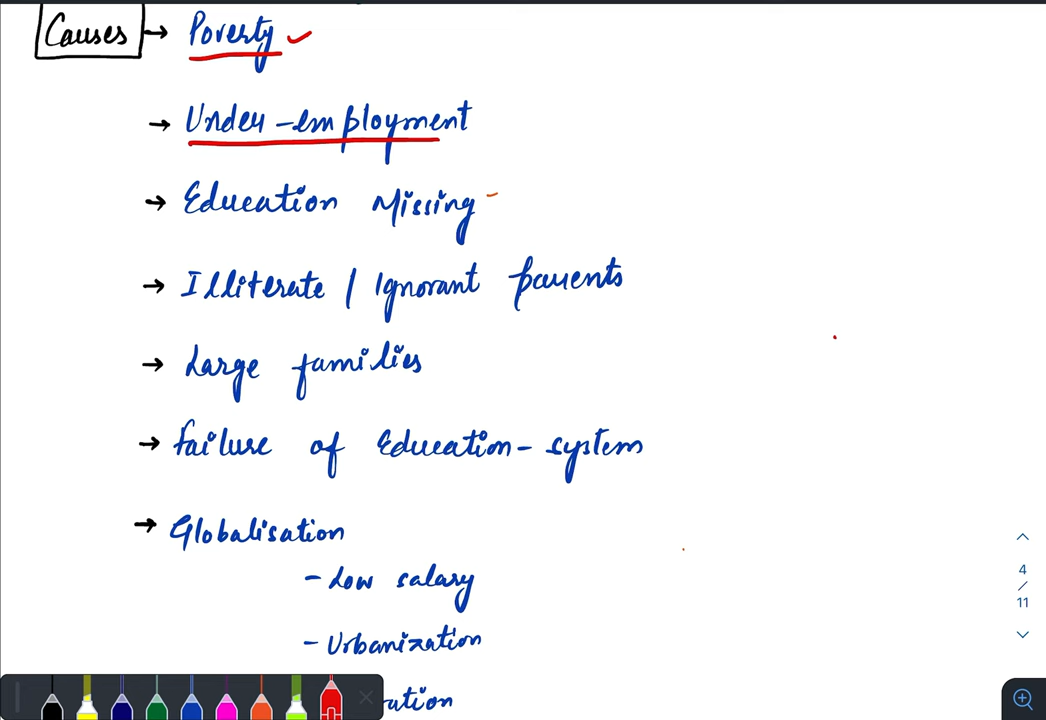 Causes → Poverty ✓
→ Under-employment
→ Education Missing -
→ Illiterate / Ignorant parents
→ Large families
→ failure of Education-system
→ Globalisation
- Low salary
- Urbanization
4
/
11